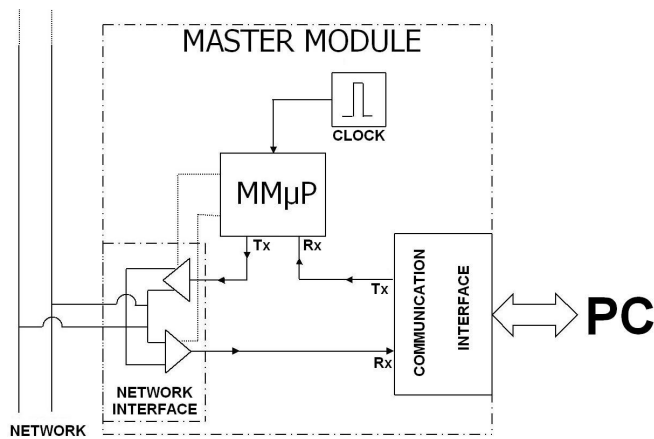 MASTER MODULE
CLOCK
MMµP
Tx
Rx
Tx
COMMUNICATION
INTERFACE
PC
Rx
NETWORK
INTERFACE
NETWORK